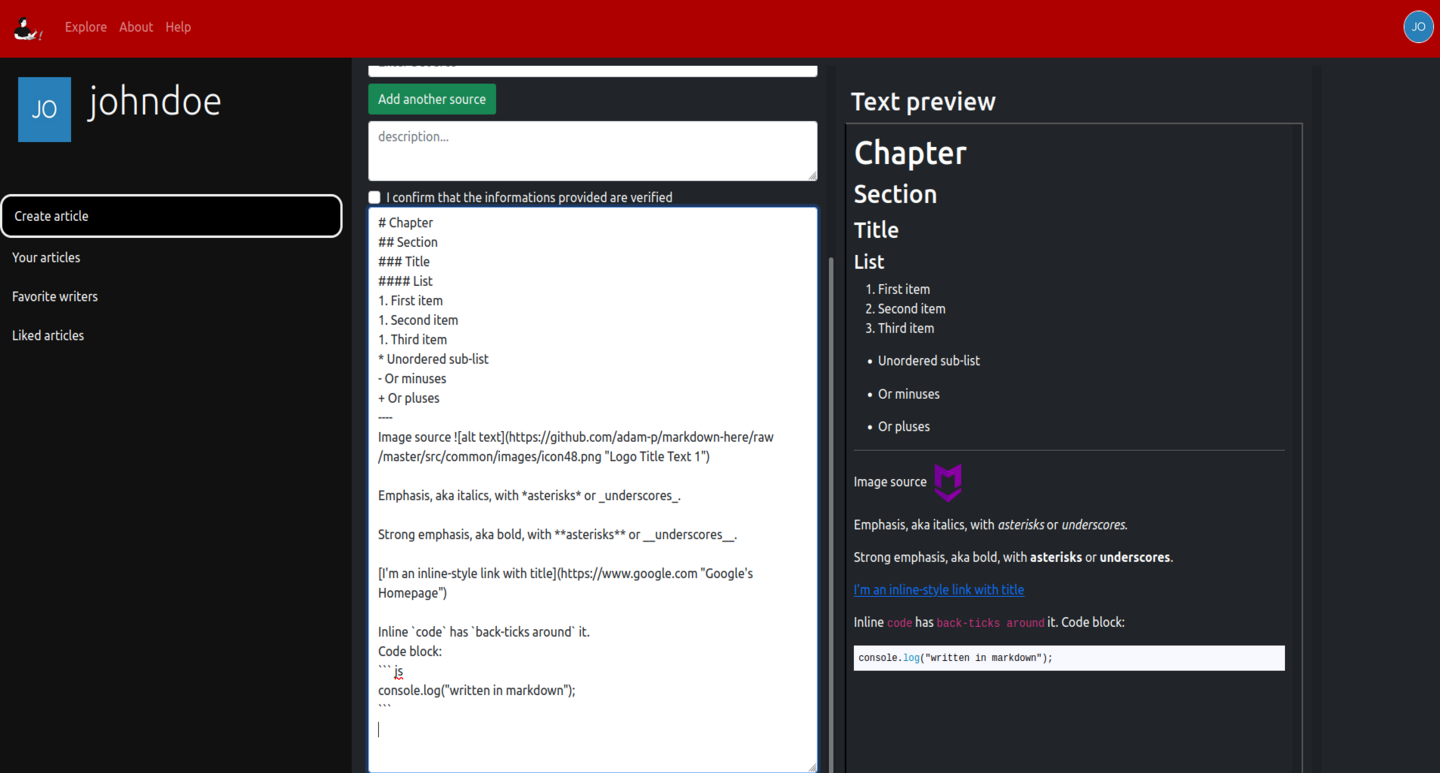 Explore About Help
JO
JO
johndoe
Create article
Your articles
Favorite writers
Liked articles
Add another source
description...
I confirm that the informations provided are verified
# Chapter
## Section
### Title
#### List
1. First item
1. Second item
1. Third item
* Unordered sub-list
- Or minuses
+ Or pluses
----
Image source ![alt text](https://github.com/adam-p/markdown-here/raw
/master/src/common/images/icon48.png "Logo Title Text 1")
Emphasis, aka italics, with *asterisks* or _underscores_.
Strong emphasis, aka bold, with **asterisks** or __underscores__.
[I'm an inline-style link with title](https://www.google.com "Google's
Homepage")
Inline `code` has `back-ticks around` it.
Code block:
``` js
console.log("written in markdown");
```
Text preview
Chapter
Section
Title
List
1. First item
2. Second item
3. Third item
• Unordered sub-list
• Or minuses
• Or pluses
Image source
Emphasis, aka italics, with asterisks or underscores.
Strong emphasis, aka bold, with asterisks or underscores.
I'm an inline-style link with title
Inline code has back-ticks around it. Code block:
console.log("written in markdown");